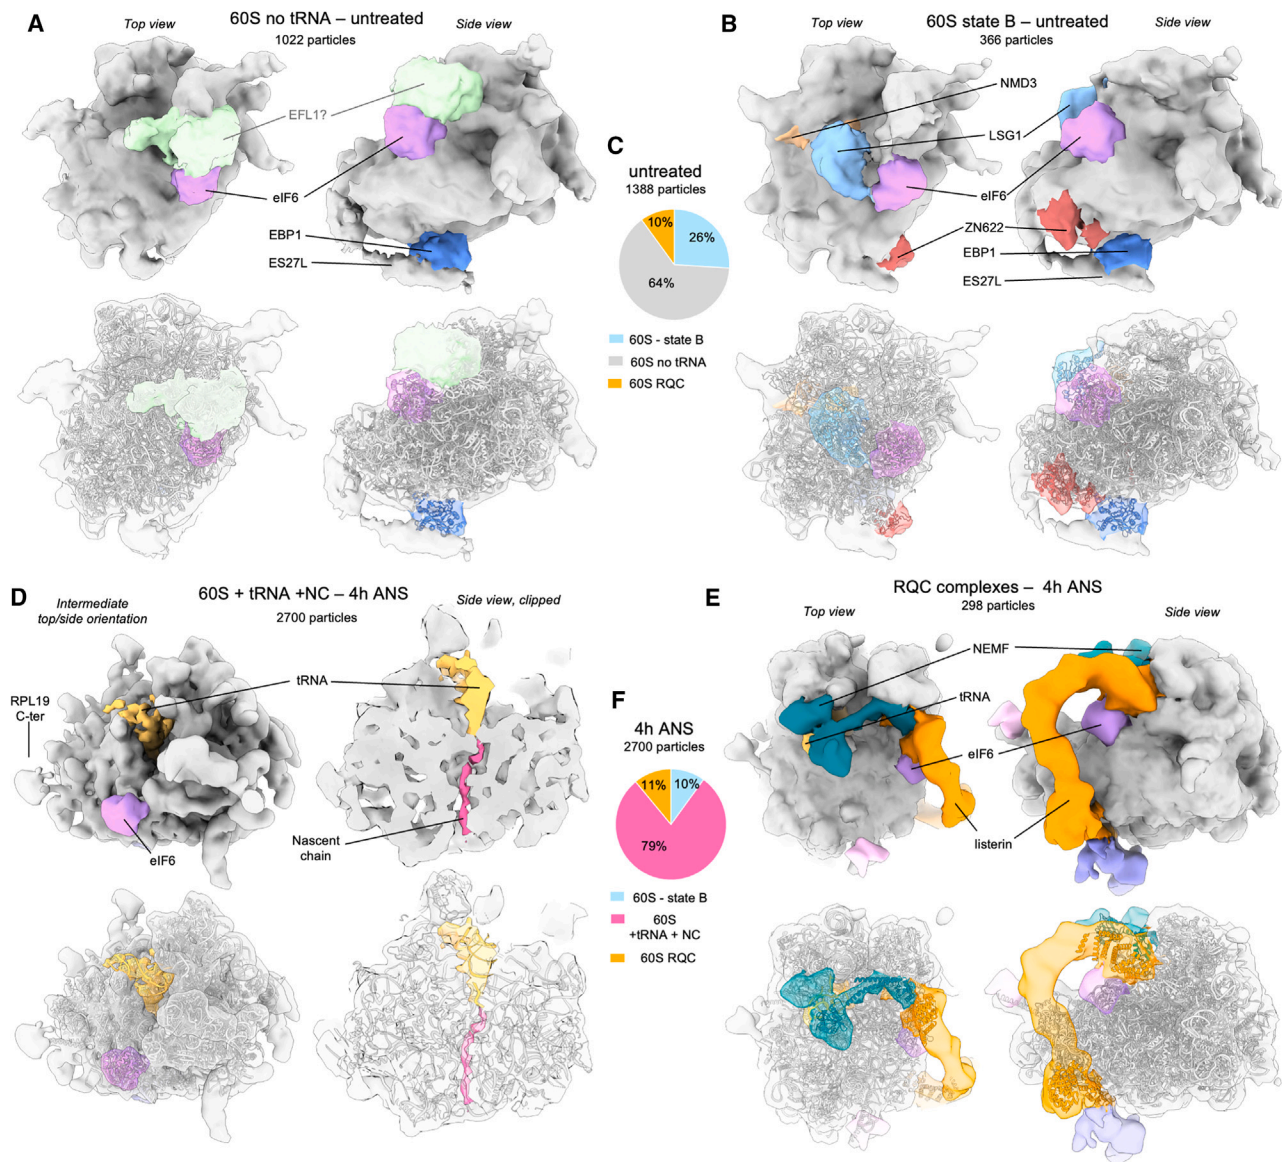 A
Top view
60S no tRNA – untreated
1022 particles
Side view
EFL1?
eIF6
EBP1
ES27L
B
Top view
60S state B – untreated
366 particles
Side view
NMD3
LSG1
eIF6
ZN622
EBP1
ES27L
C
untreated
1388 particles
10%
26%
64%
60S - state B
60S no tRNA
60S RQC
D
Intermediate
top/side orientation
60S + tRNA +NC – 4h ANS
2700 particles
Side view, clipped
RPL19
C-ter
tRNA
Nascent
chain
eIF6
E
RQC complexes – 4h ANS
298 particles
Top view
Side view
NEMF
tRNA
eIF6
listerin
F
4h ANS
2700 particles
11%
10%
79%
60S - state B
60S
+tRNA + NC
60S RQC